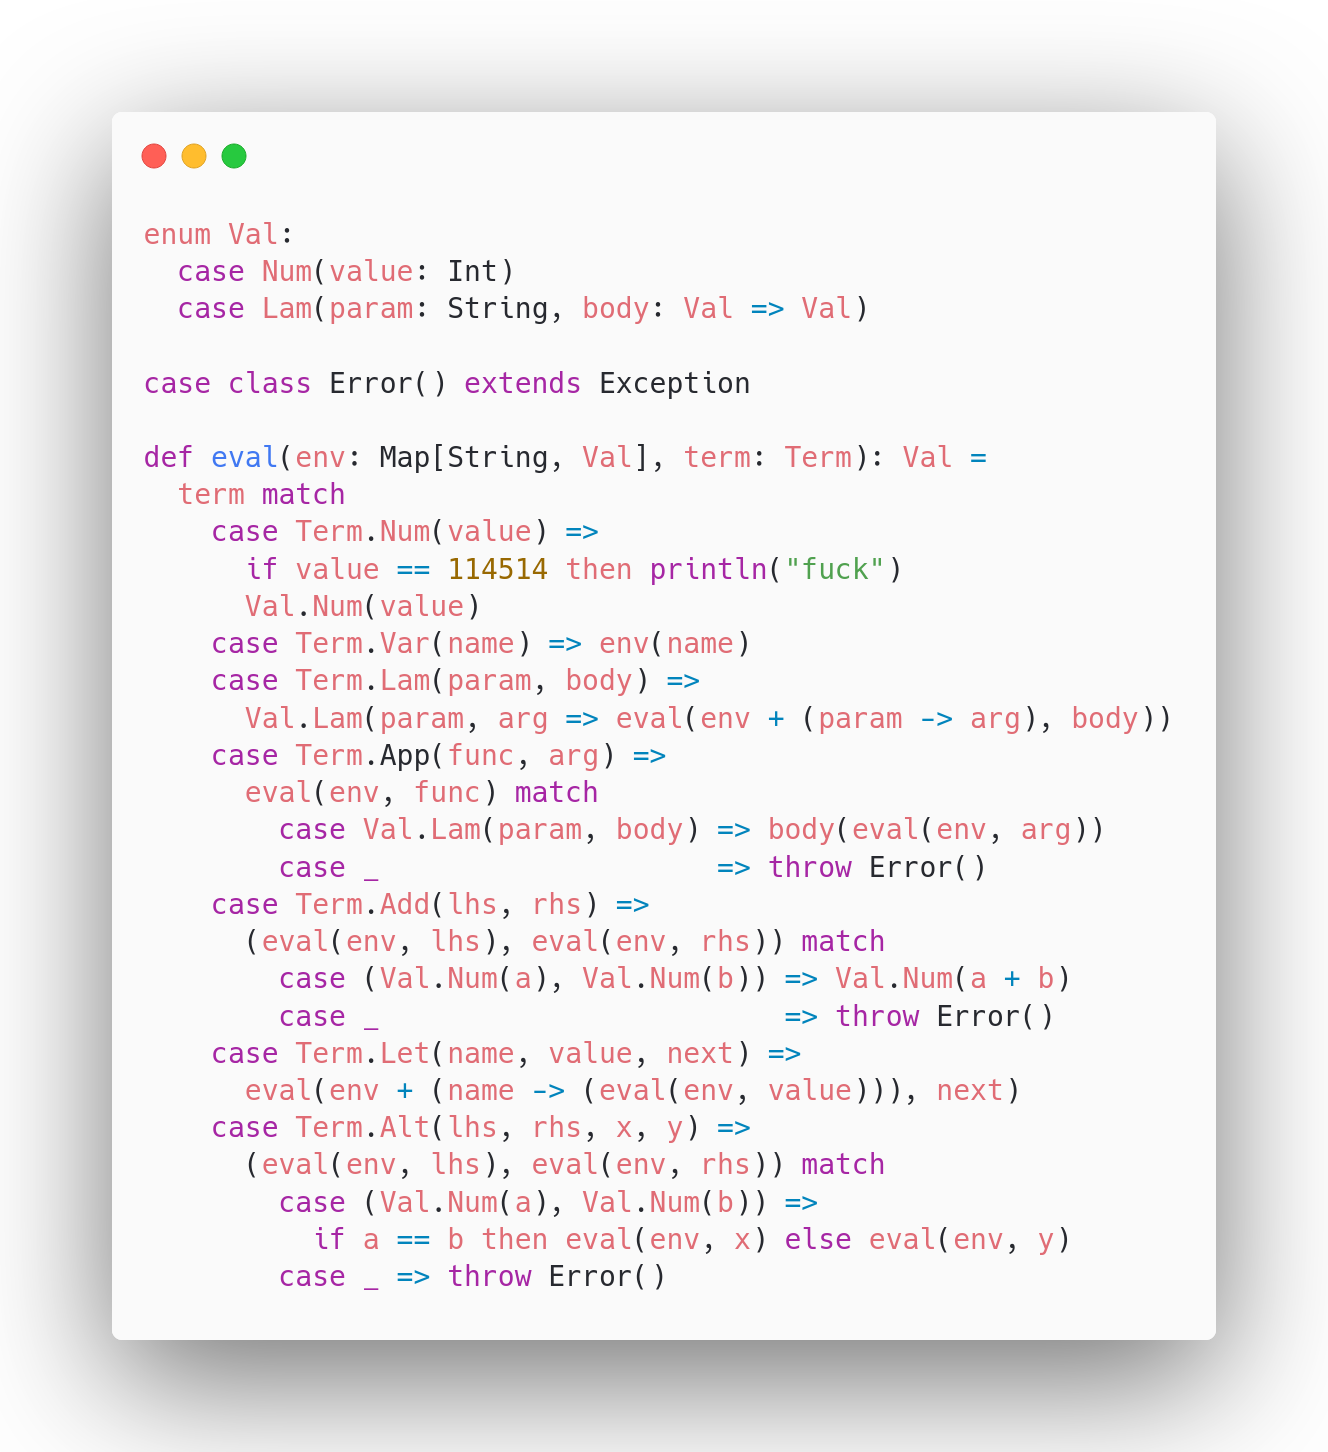 enum Val:
  case Num(value: Int)
  case Lam(param: String, body: Val => Val)

case class Error() extends Exception

def eval(env: Map[String, Val], term: Term): Val =
  term match
    case Term.Num(value) =>
      if value == 114514 then println("fuck")
      Val.Num(value)
    case Term.Var(name) => env(name)
    case Term.Lam(param, body) =>
      Val.Lam(param, arg => eval(env + (param -> arg), body))
    case Term.App(func, arg) =>
      eval(env, func) match
        case Val.Lam(param, body) => body(eval(env, arg))
        case _                    => throw Error()
    case Term.Add(lhs, rhs) =>
      (eval(env, lhs), eval(env, rhs)) match
        case (Val.Num(a), Val.Num(b)) => Val.Num(a + b)
        case _                        => throw Error()
    case Term.Let(name, value, next) =>
      eval(env + (name -> (eval(env, value))), next)
    case Term.Alt(lhs, rhs, x, y) =>
      (eval(env, lhs), eval(env, rhs)) match
        case (Val.Num(a), Val.Num(b)) =>
          if a == b then eval(env, x) else eval(env, y)
        case _ => throw Error()